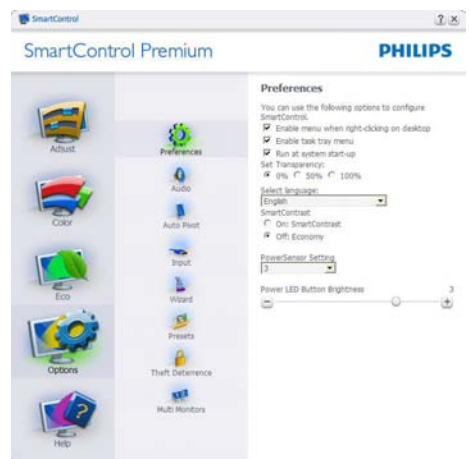 SmartControl
SmartControl Premium
PHILIPS
Adjust
Color
Eco
Options
Help
Preferences
Audio
Auto Pivot
Input
Wizard
Presets
Theft Deterrence
Multi Monitors
Preferences
You can use the following options to configure
SmartControl.
Enable menu when right-clicking on desktop
Enable task tray menu
Run at system start-up
Set Transparency:
0% 50% 100%
Select language:
English
SmartContrast
On: SmartContrast
Off: Economy
PowerSensor Setting
3
Power LED Button Brightness 3